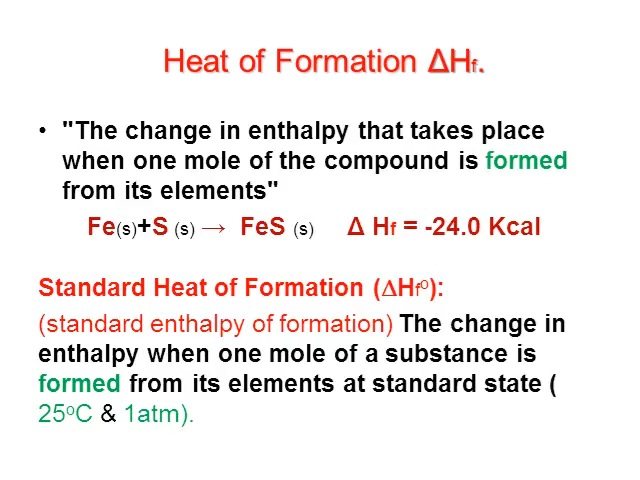 Heat of Formation ΔHf.
• "The change in enthalpy that takes place
when one mole of the compound is formed
from its elements"
Fe(s)+S (s) → FeS (s) Δ Hf = -24.0 Kcal
Standard Heat of Formation (∆Hfº):
(standard enthalpy of formation) The change in
enthalpy when one mole of a substance is
formed from its elements at standard state (
25ºC & 1atm).